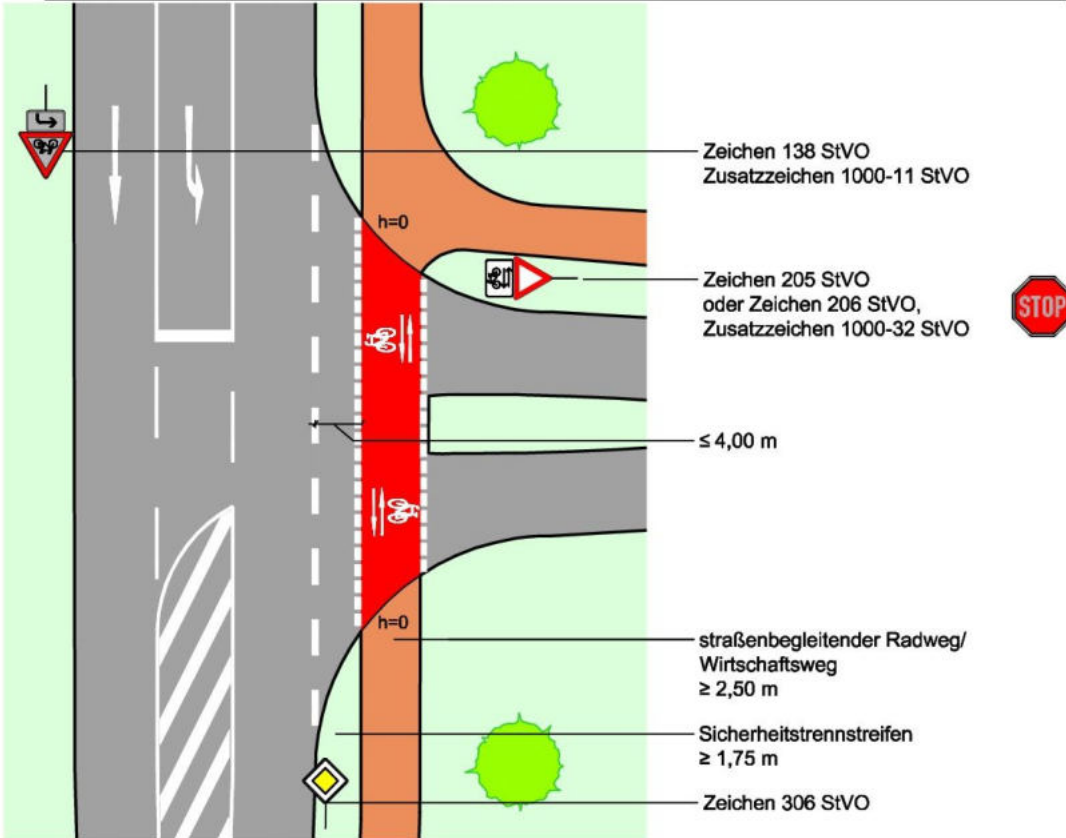 Zeichen 138 StVO
Zusatzzeichen 1000-11 StVO
h=0
Zeichen 205 StVO
oder Zeichen 206 StVO,
Zusatzzeichen 1000-32 StVO
STOP
≤ 4,00 m
h=0
straßenbegleitender Radweg/
Wirtschaftsweg
≥ 2,50 m
Sicherheitstrennstreifen
≥ 1,75 m
Zeichen 306 StVO